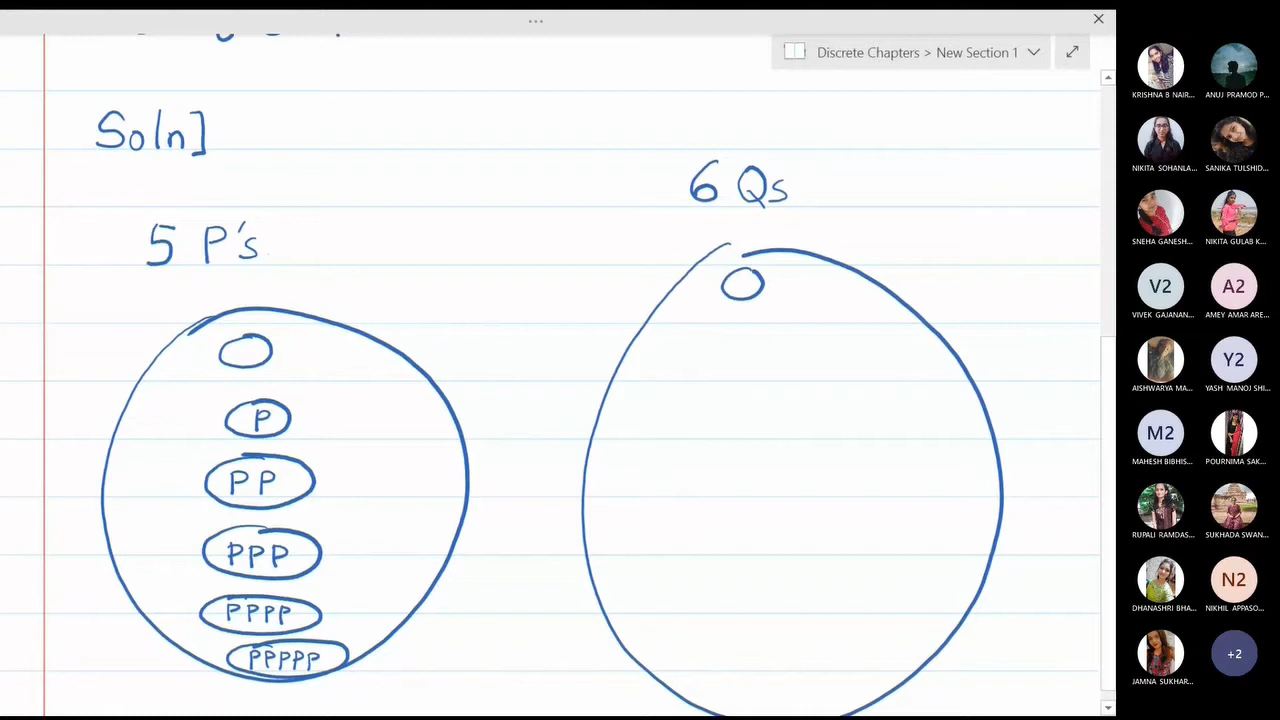 Discrete Chapters > New Section 1
Soln]
6 Qs
5 P's
P
PP
PPP
PPPP
PPPPP
KRISHNA B NAIR...
ANUJ PRAMOD P...
NIKITA SOHANLA...
SANIKA TULSHID...
SNEHA GANESH...
NIKITA GULAB K...
V2
A2
VIVEK GAJANAN...
AMEY AMAR ARE...
Y2
AISHWARYA MA...
YASH MANOJ SHI...
M2
MAHESH BIBHIS...
POURNIMA SAK...
RUPALI RAMDAS...
SUKHADA SWAN...
N2
DHANASHRI BHA...
NIKHIL APPASO...
+2
JAMNA SUKHAR...